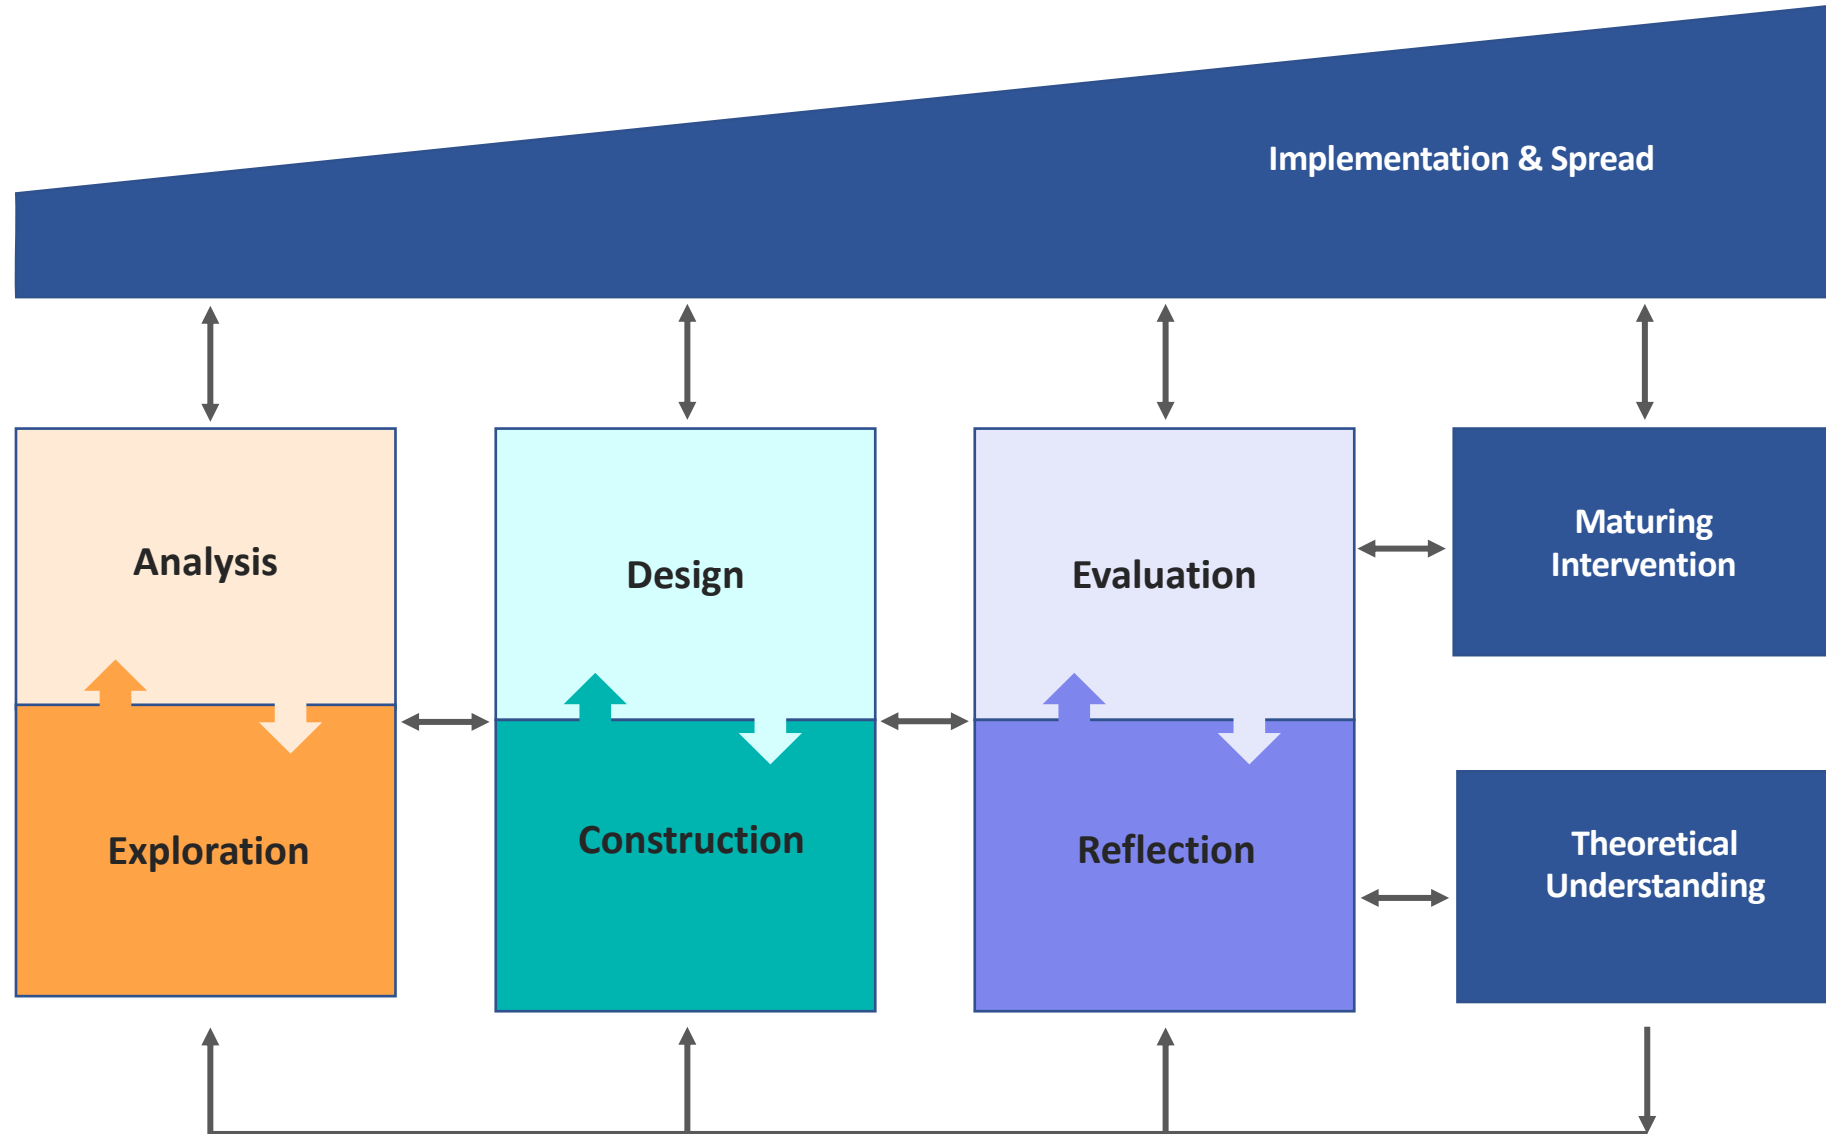 Implementation & Spread
Analysis
Exploration
Design
Construction
Evaluation
Reflection
Maturing
Intervention
Theoretical
Understanding